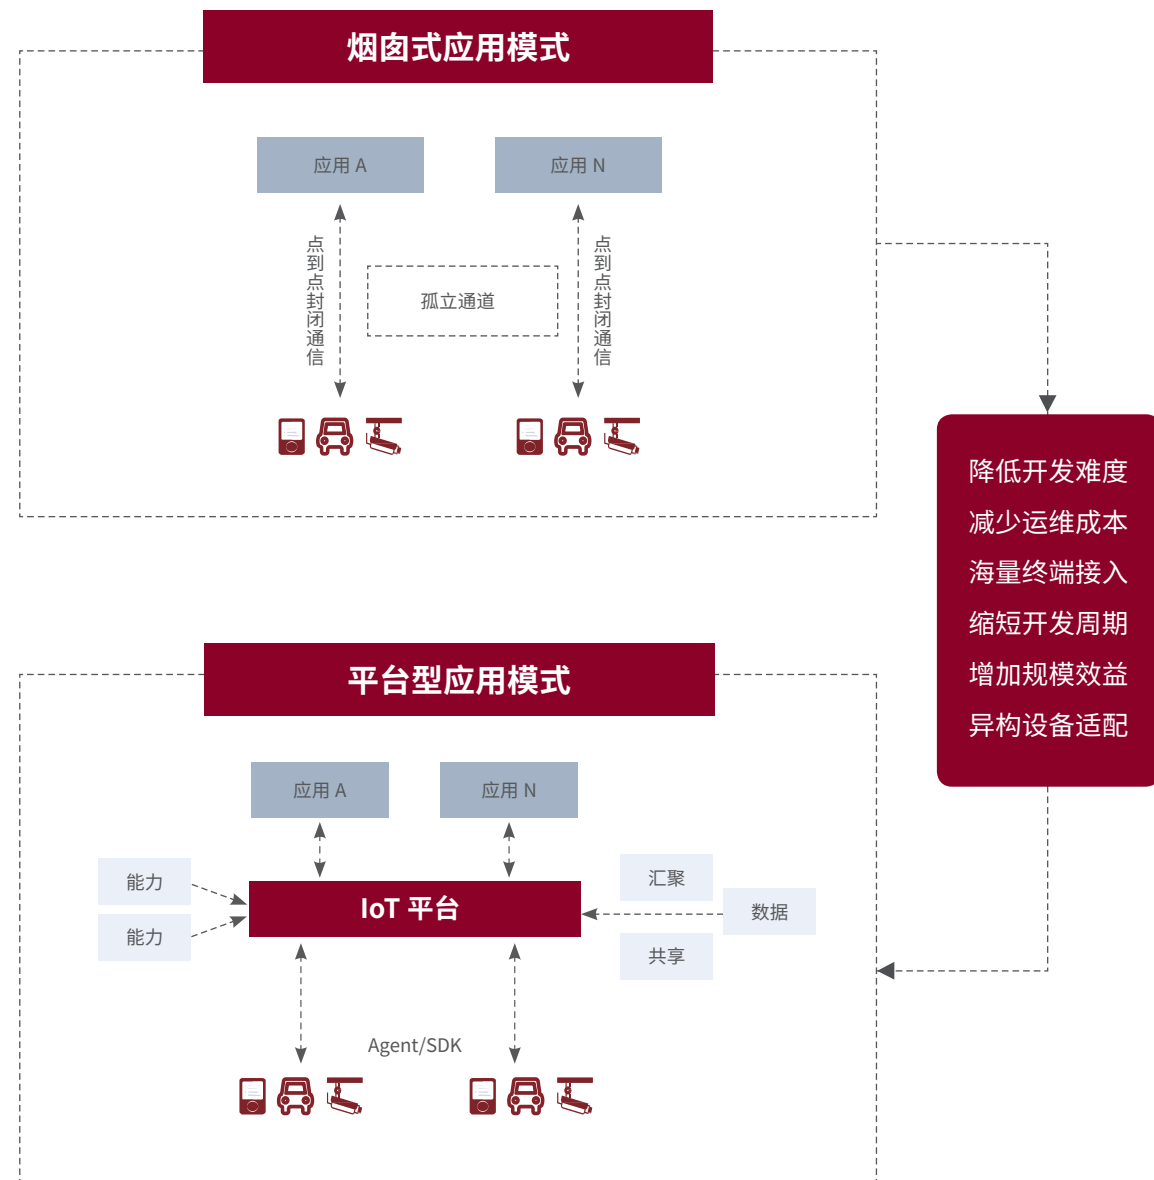 烟囱式应用模式
应用 A
应用 N
点到点封闭通信
孤立通道
点到点封闭通信
降低开发难度
减少运维成本
海量终端接入
缩短开发周期
增加规模效益
异构设备适配
平台型应用模式
应用 A
应用 N
能力
能力
IoT 平台
汇聚
数据
共享
Agent/SDK